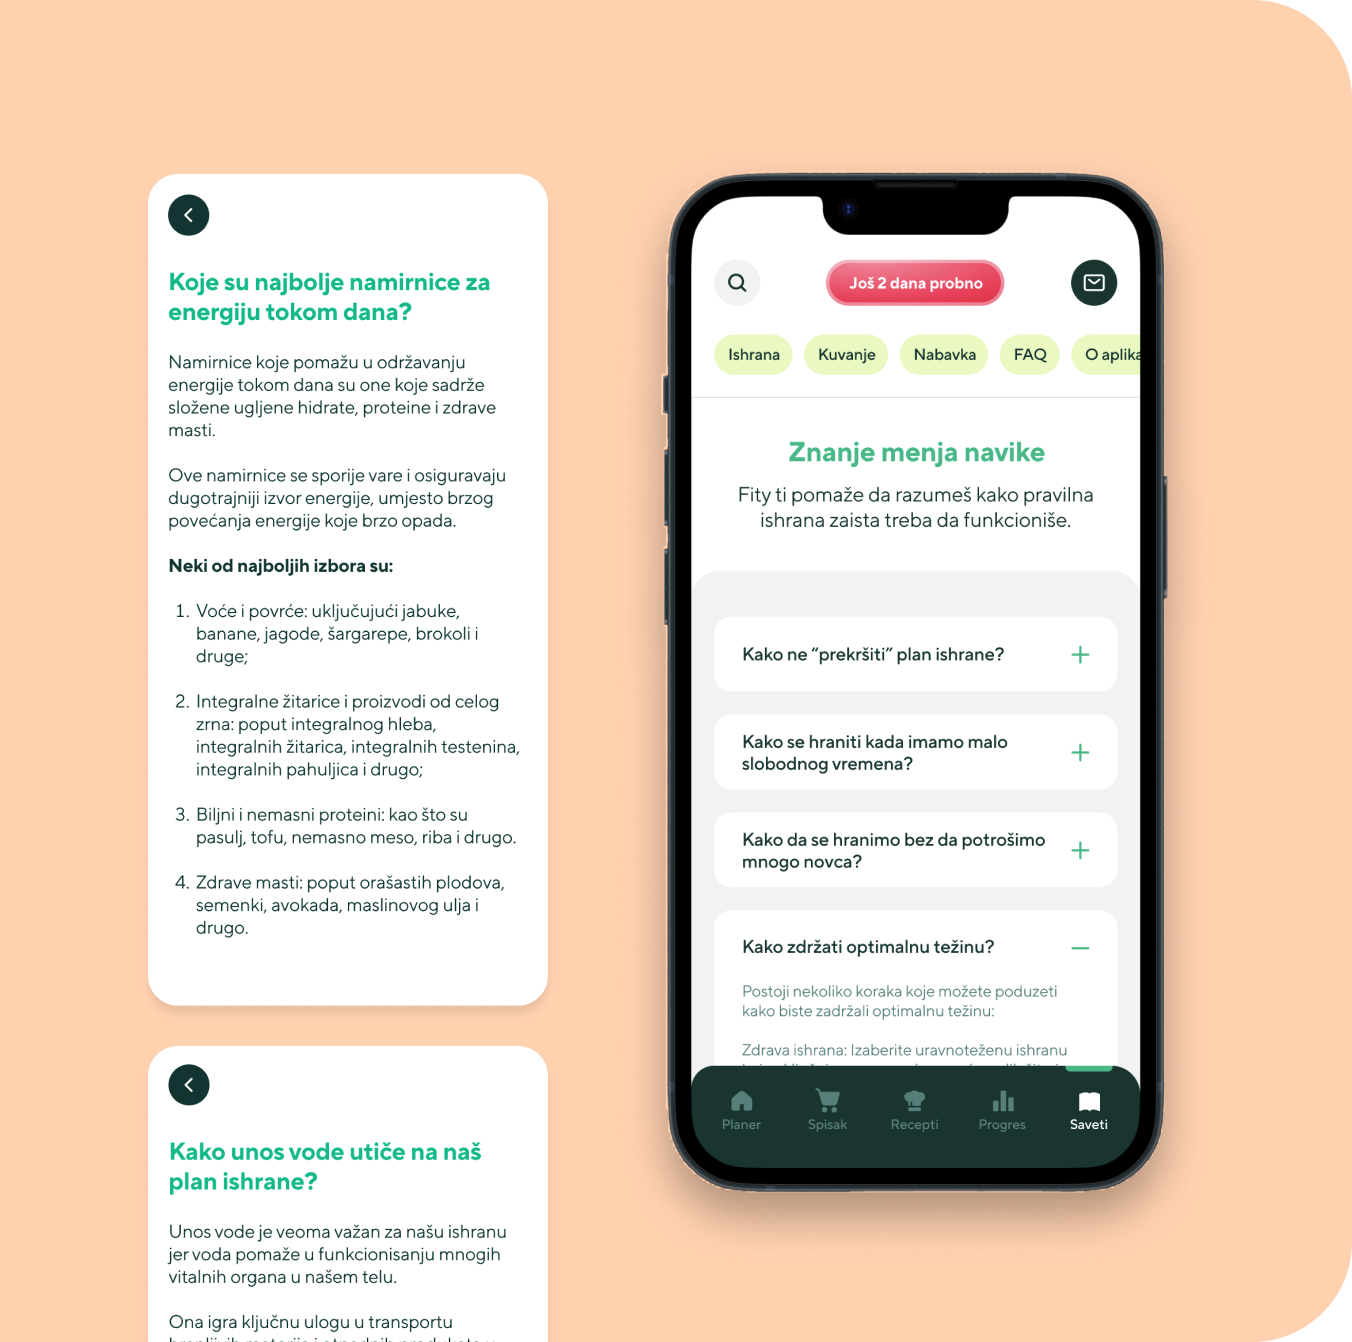 Koje su najbolje namirnice za
energiju tokom dana?
Namirnice koje pomažu u održavanju
energije tokom dana su one koje sadrže
složene ugljene hidrate, proteine i zdrave
masti.
Ove namirnice se sporije vare i osiguravaju
dugotrajniji izvor energije, umjesto brzog
povećanja energije koje brzo opada.
Neki od najboljih izbora su:
1. Voće i povrće: uključujući jabuke,
banane, jagode, šargarepe, brokoli i
druge;
2. Integralne žitarice i proizvodi od celog
zrna: poput integralnog hleba,
integralnih žitarica, integralnih testenina,
integralnih pahuljica i drugo;
3. Biljni i nemasni proteini: kao što su
pasulj, tofu, nemasno meso, riba i drugo.
4. Zdrave masti: poput orašastih plodova,
semenki, avokada, maslinovog ulja i
drugo.
Kako unos vode utiče na naš
plan ishrane?
Unos vode je veoma važan za našu ishranu
jer voda pomaže u funkcionisanju mnogih
vitalnih organa u našem telu.
Ona igra ključnu ulogu u transportu
Još 2 dana probno
Ishrana Kuvanje Nabavka FAQ O aplika
Znanje menja navike
Fity ti pomaže da razumeš kako pravilna
ishrana zaista treba da funkcioniše.
Kako ne “prekršiti” plan ishrane?
Kako se hraniti kada imamo malo
slobodnog vremena?
Kako da se hranimo bez da potrošimo
mnogo novca?
Kako zdržati optimalnu težinu?
Postoji nekoliko koraka koje možete poduzeti
kako biste zadržali optimalnu težinu:
Zdrava ishrana: Izaberite uravnoteženu ishranu
Planer Spisak Recepti Progres Saveti